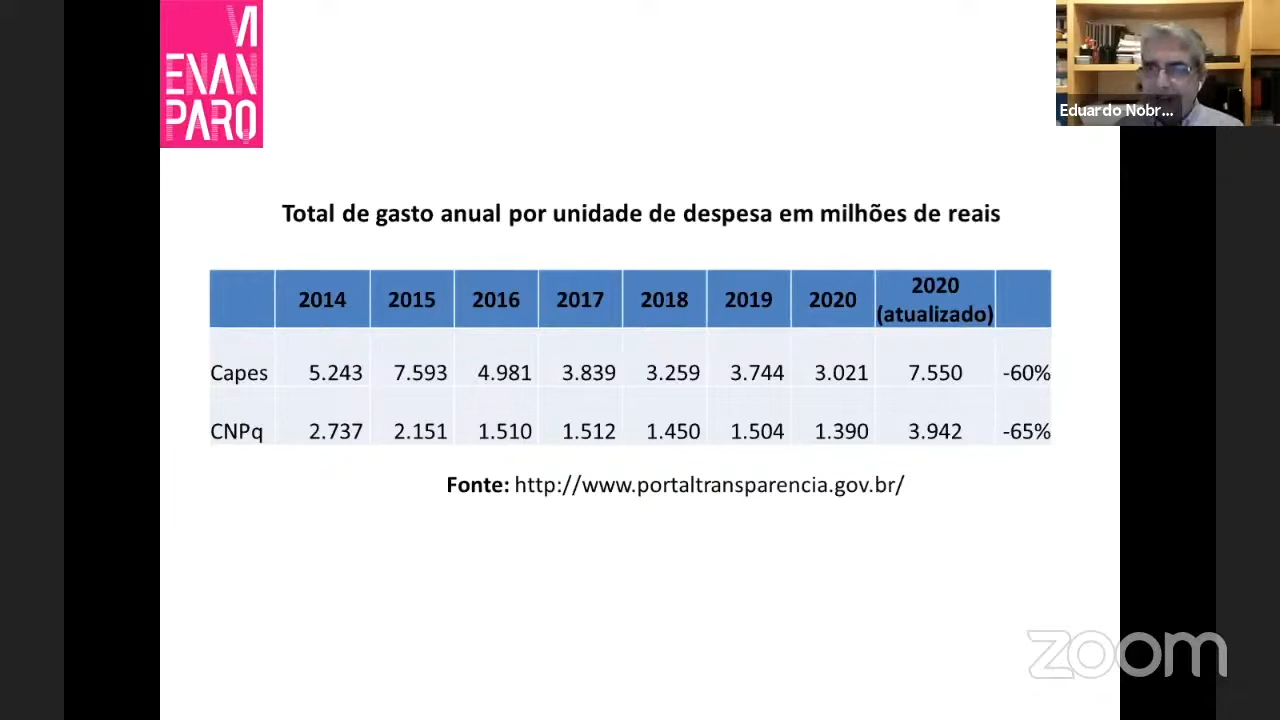 VI
ENAN
PARQ
Eduardo Nobr...
Total de gasto anual por unidade de despesa em milhões de reais
2014 2015 2016 2017 2018 2019 2020 2020 (atualizado)
Capes 5.243 7.593 4.981 3.839 3.259 3.744 3.021 7.550 -60%
CNPq 2.737 2.151 1.510 1.512 1.450 1.504 1.390 3.942 -65%
Fonte: http://www.portaltransparencia.gov.br/
zoom